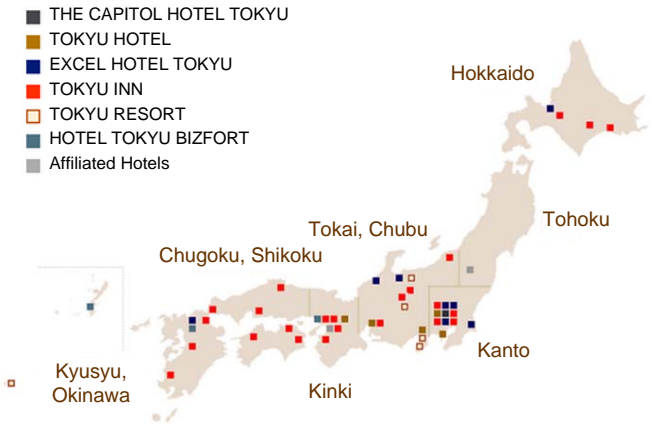 THE CAPITOL HOTEL TOKYU
TOKYU HOTEL
EXCEL HOTEL TOKYU
TOKYU INN
TOKYU RESORT
HOTEL TOKYU BIZFORT
Affiliated Hotels
Hokkaido
Tohoku
Tokai, Chubu
Chugoku, Shikoku
Kanto
Kyusyu,
Okinawa
Kinki